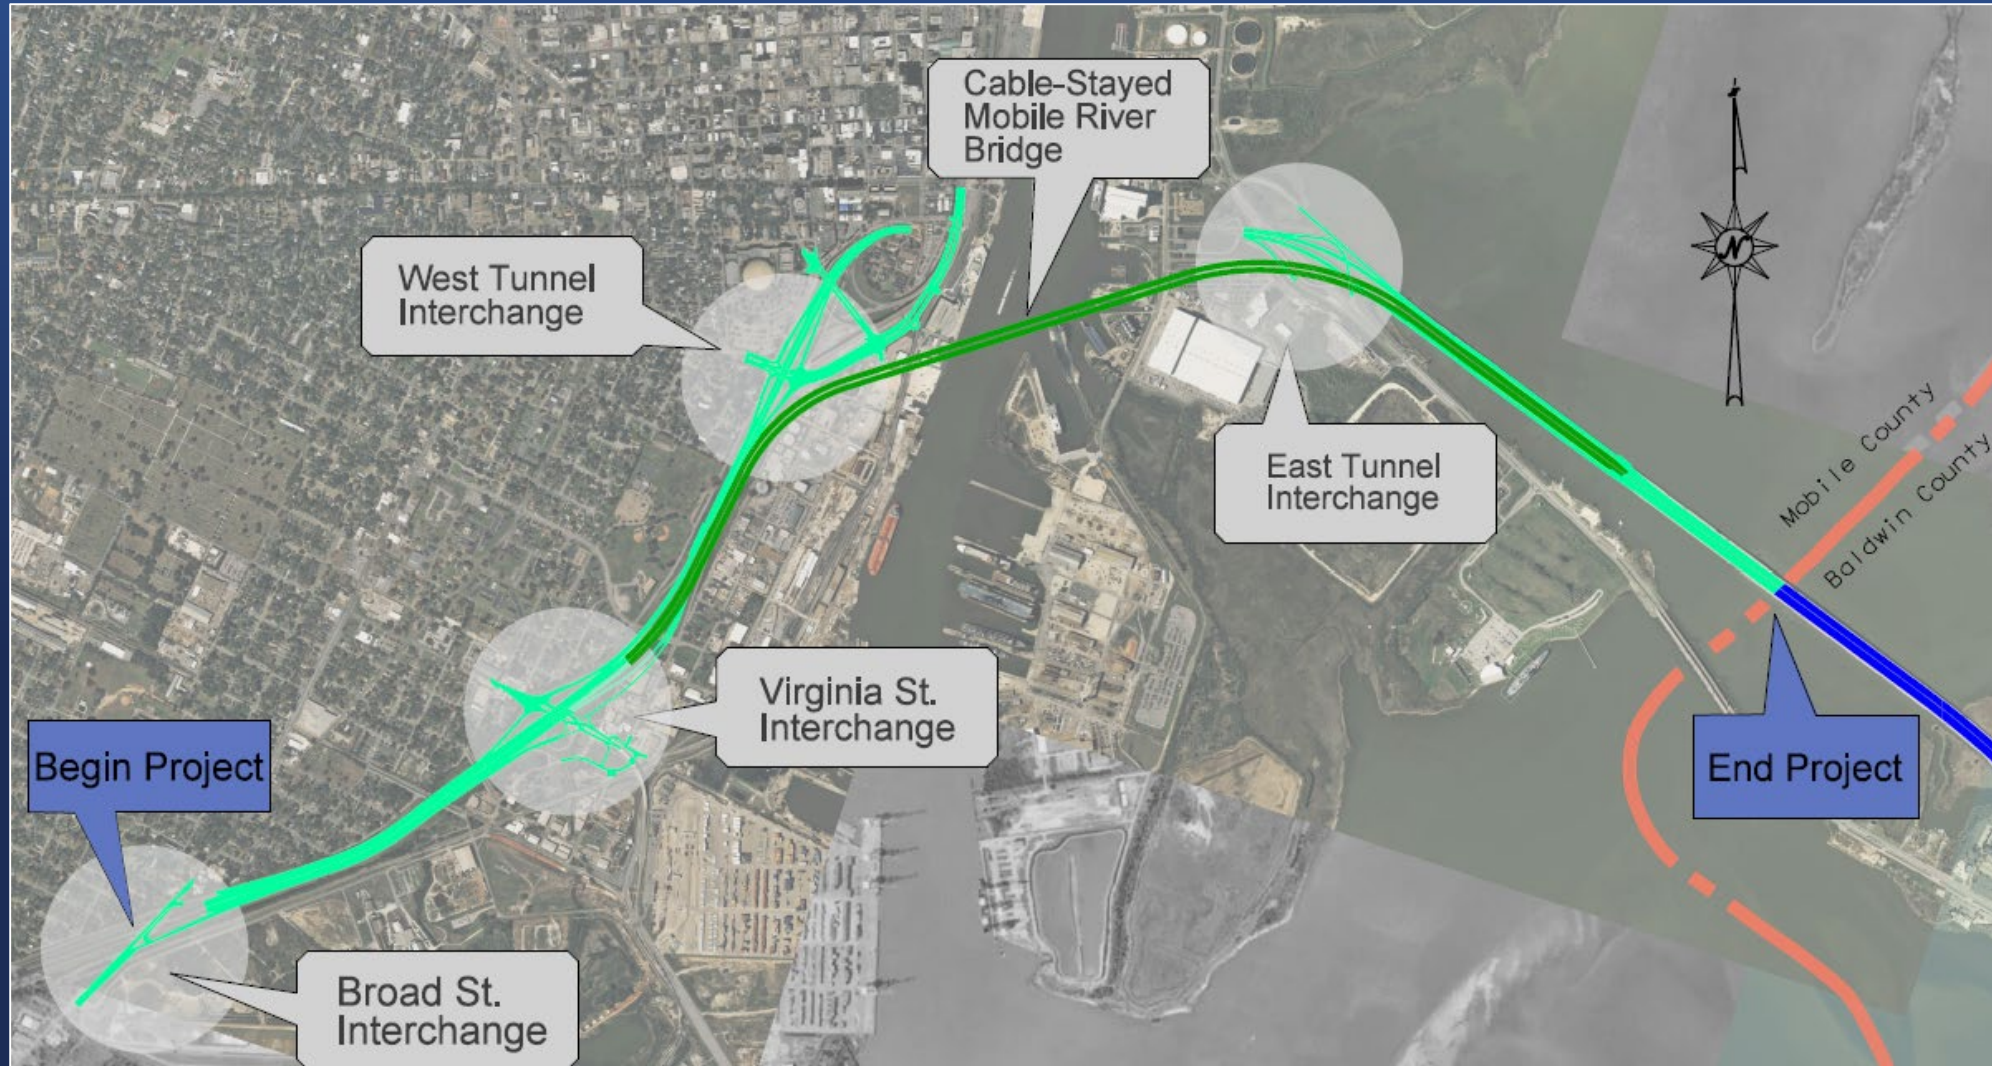 Cable-Stayed
Mobile River
Bridge
West Tunnel
Interchange
N
East Tunnel
Interchange
Mobile County
Baldwin County
Virginia St.
Interchange
Begin Project
End Project
Broad St.
Interchange